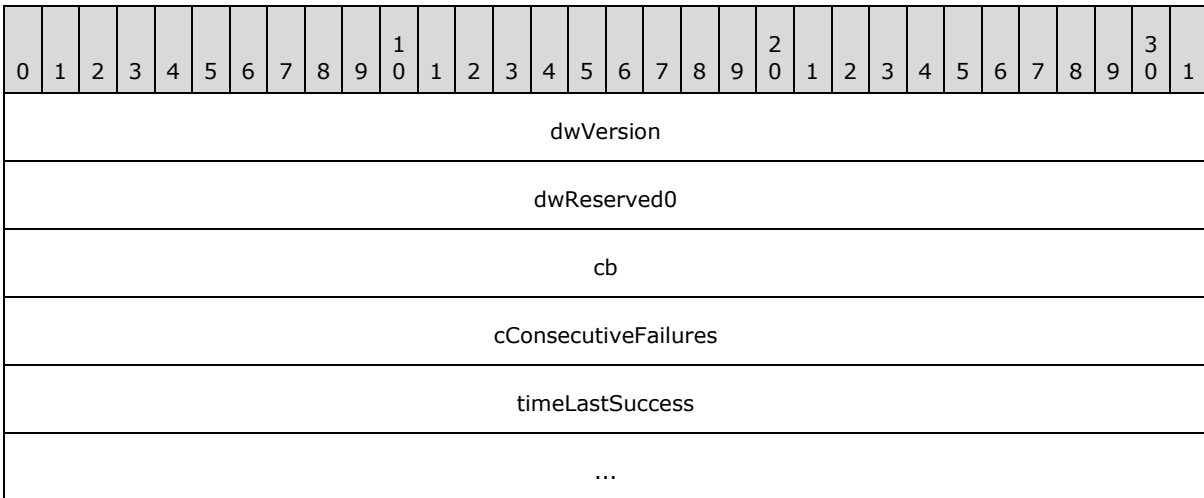 1 2 3
0 1 2 3 4 5 6 7 8 9 0 1 2 3 4 5 6 7 8 9 0 1 2 3 4 5 6 7 8 9 0 1
dwVersion
dwReserved0
cb
cConsecutiveFailures
timeLastSuccess
...